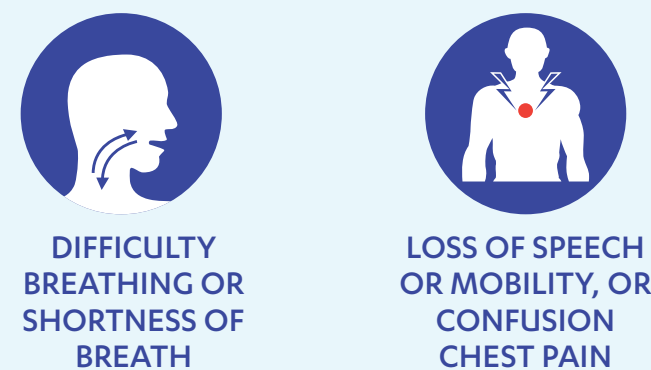 DIFFICULTY
BREATHING OR
SHORTNESS OF
BREATH
LOSS OF SPEECH
OR MOBILITY, OR
CONFUSION
CHEST PAIN